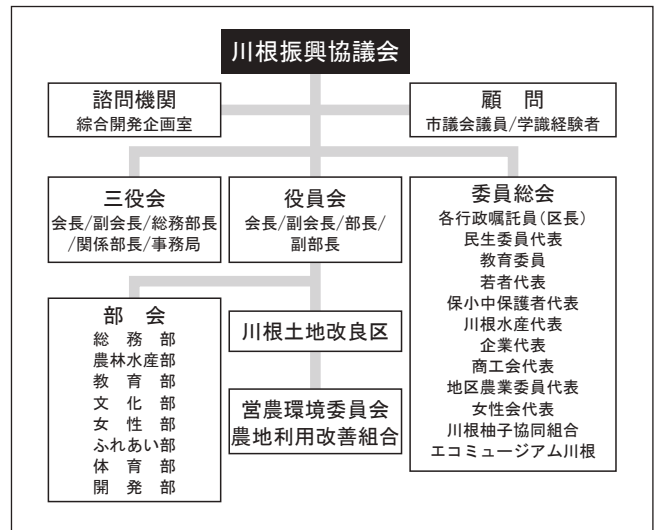 川根振興協議会
諮問機関
綜合開発企画室
顧　問
市議会議員/学識経験者
三役会
会長/副会長/総務部長
/関係部長/事務局
役員会
会長/副会長/部長/
副部長
委員総会
各行政嘱託員(区長)
民生委員代表
教育委員
若者代表
保小中保護者代表
川根水産代表
企業代表
商工会代表
地区農業委員代表
女性会代表
川根柚子協同組合
エコミュージアム川根
部　会
総　務　部
農林水産部
教　育　部
文　化　部
女　性　部
ふれあい部
体　育　部
開　発　部
川根土地改良区
営農環境委員会
農地利用改善組合